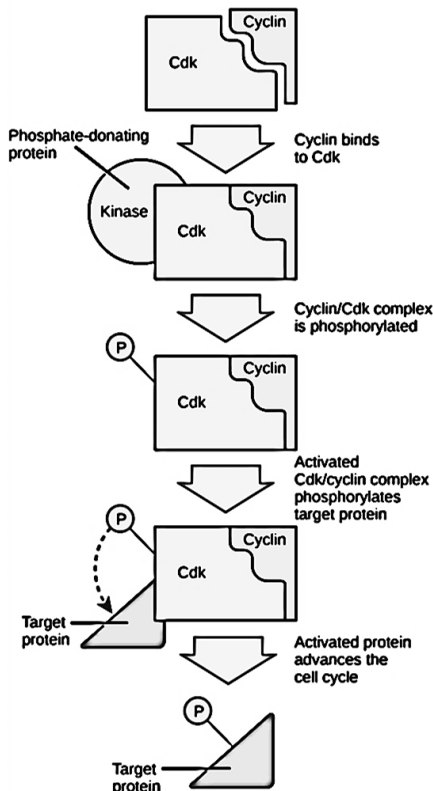 Cyclin
Cdk
Phosphate-donating
protein
Cyclin binds
to Cdk
Kinase
Cyclin
Cdk
Cyclin/Cdk complex
is phosphorylated
P
Cyclin
Cdk
Activated
Cdk/cyclin complex
phosphorylates
target protein
P
Cyclin
Cdk
Target
protein
Activated protein
advances the
cell cycle
P
Target
protein